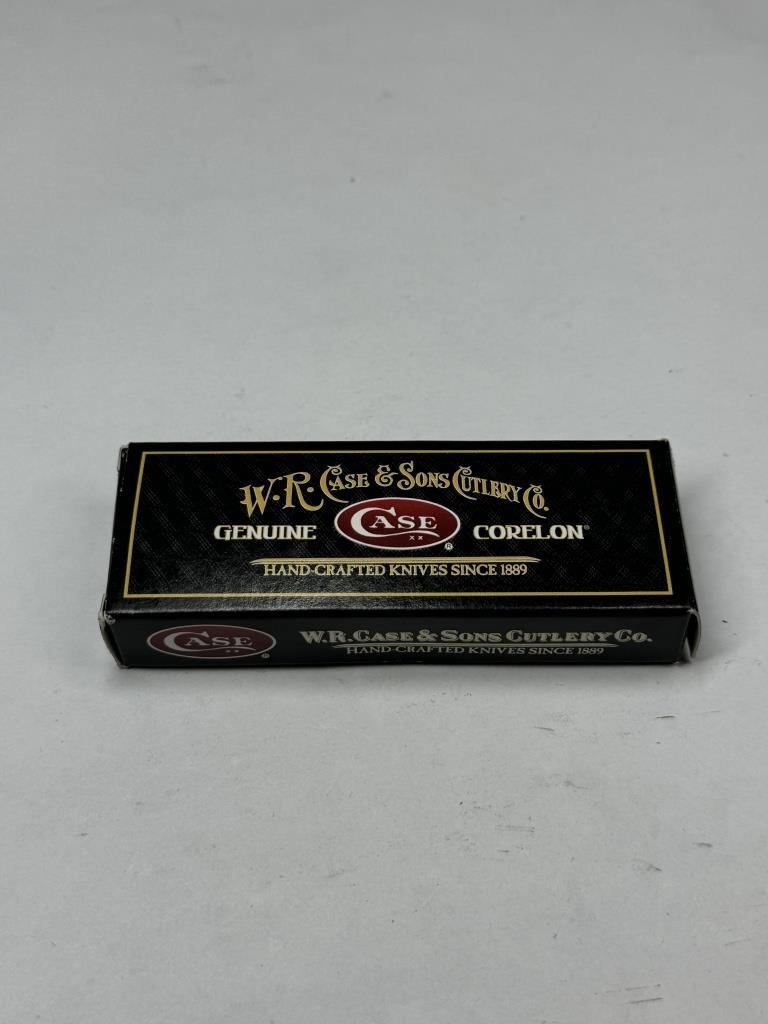 W.R. CASE & SONS CUTLERY CO.
GENUINE CASE XX ® CORELON®
HAND-CRAFTED KNIVES SINCE 1889
CASE XX ® W.R. CASE & SONS CUTLERY CO.
HAND-CRAFTED KNIVES SINCE 1889